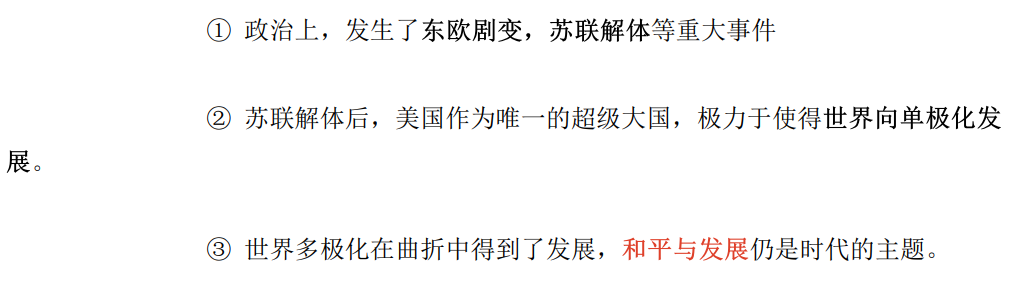 ① 政治上，发生了东欧剧变，苏联解体等重大事件
② 苏联解体后，美国作为唯一的超级大国，极力于使得世界向单极化发
展。
③ 世界多极化在曲折中得到了发展，和平与发展仍是时代的主题。